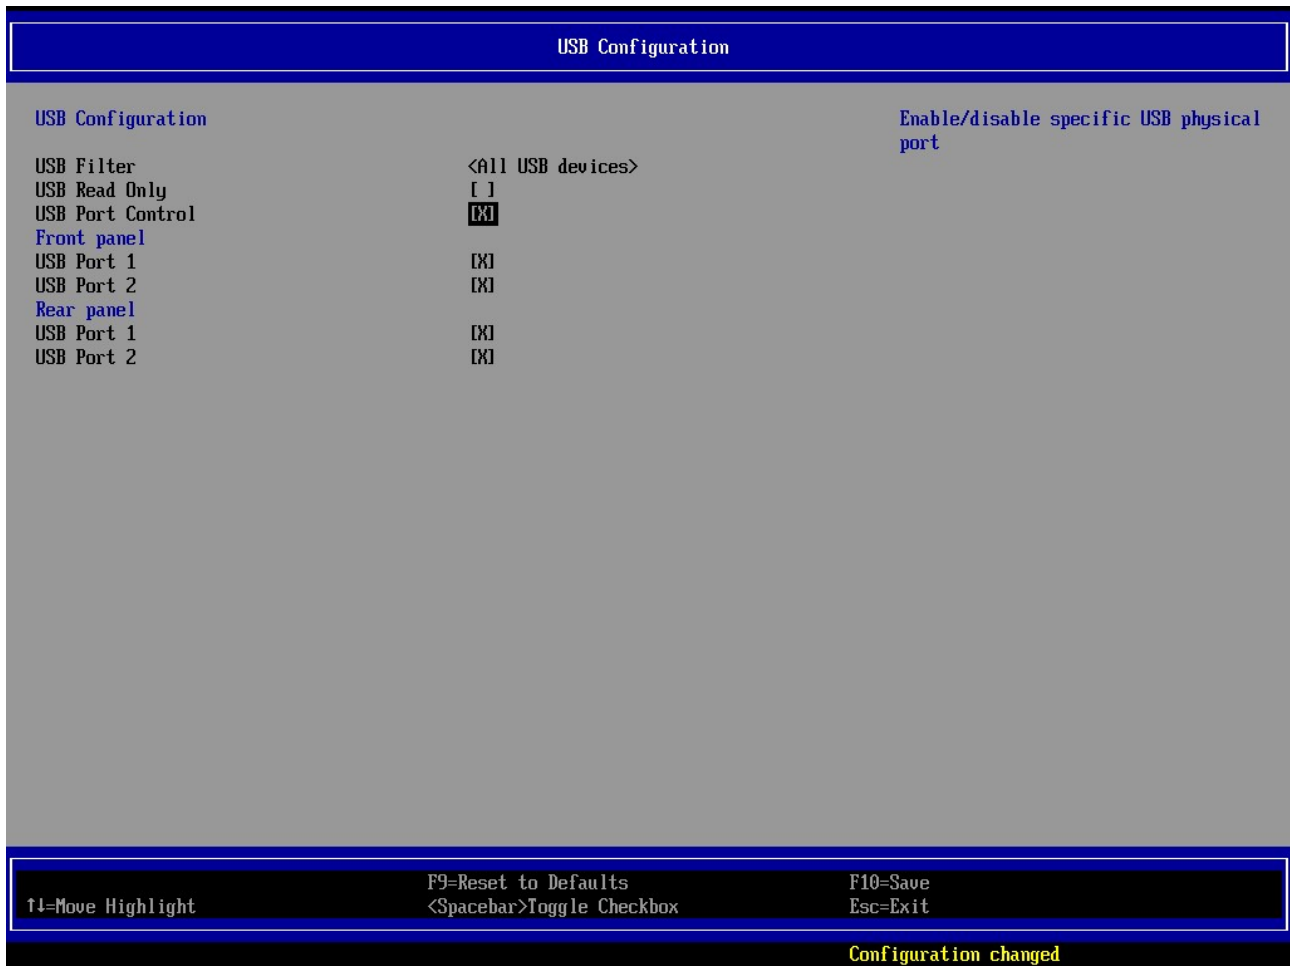 USB Configuration
USB Configuration
Enable/disable specific USB physical
port
USB Filter <All USB devices>
USB Read Only [ ]
USB Port Control [X]
Front panel
USB Port 1 [X]
USB Port 2 [X]
Rear panel
USB Port 1 [X]
USB Port 2 [X]
F9=Reset to Defaults F10=Save
↑↓=Move Highlight <Spacebar>Toggle Checkbox Esc=Exit
Configuration changed